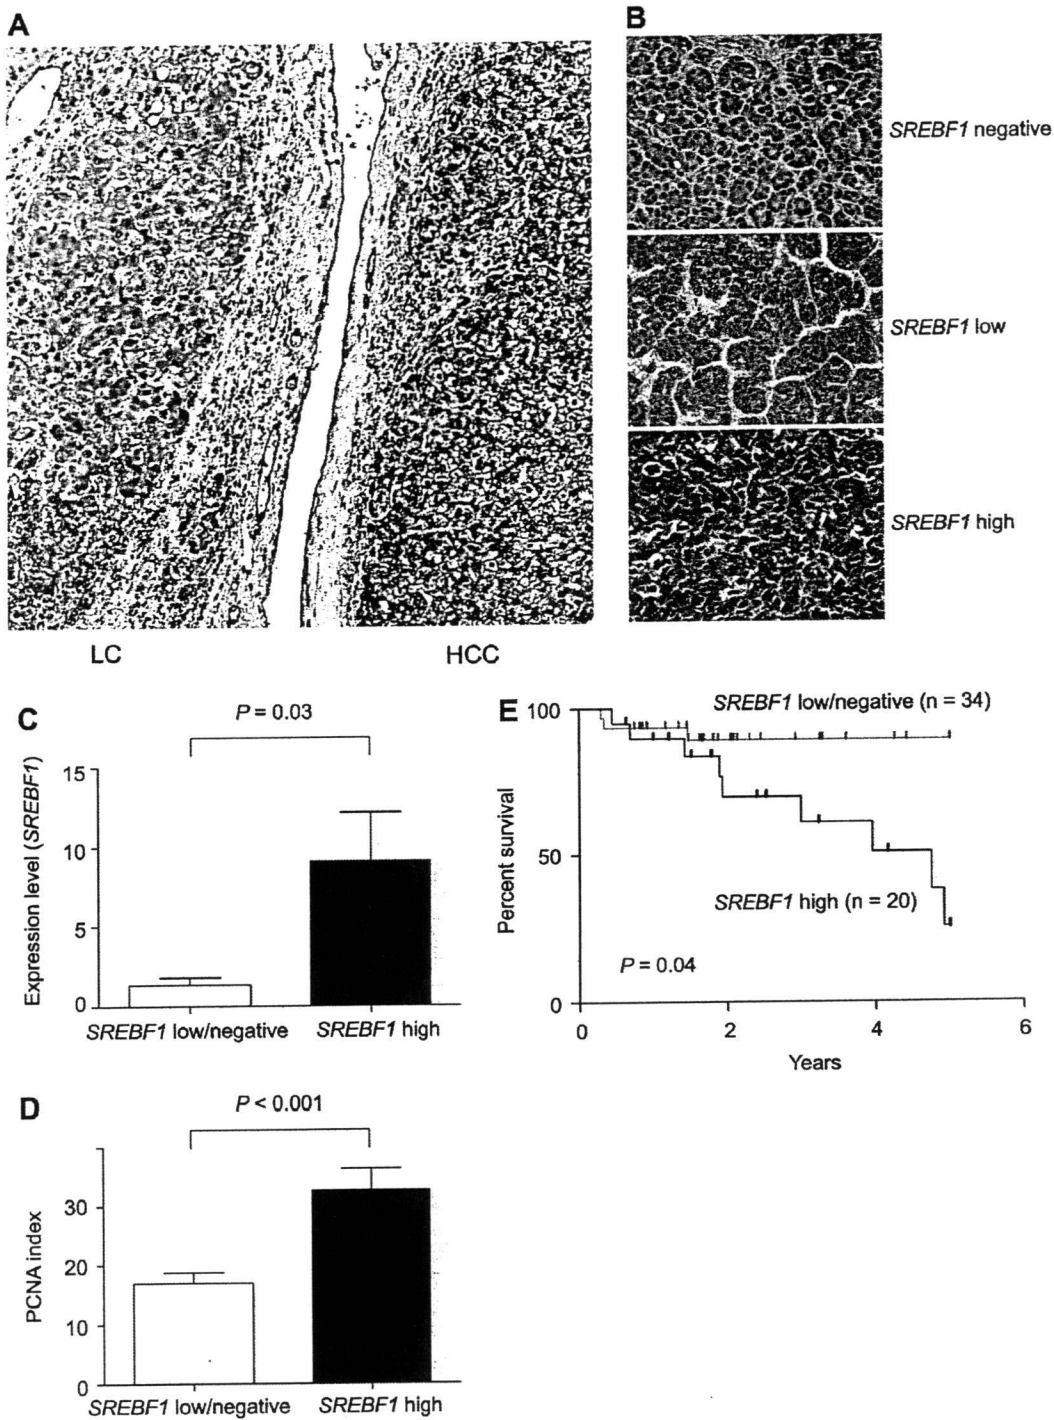 A
B
SREBF1 negative
SREBF1 low
SREBF1 high
LC
HCC
C
P = 0.03
Expression level (SREBF1)
15
10
5
0
SREBF1 low/negative
SREBF1 high
D
P < 0.001
PCNA index
30
20
10
0
SREBF1 low/negative
SREBF1 high
E
SREBF1 low/negative (n = 34)
Percent survival
100
50
0
SREBF1 high (n = 20)
P = 0.04
0
2
4
6
Years